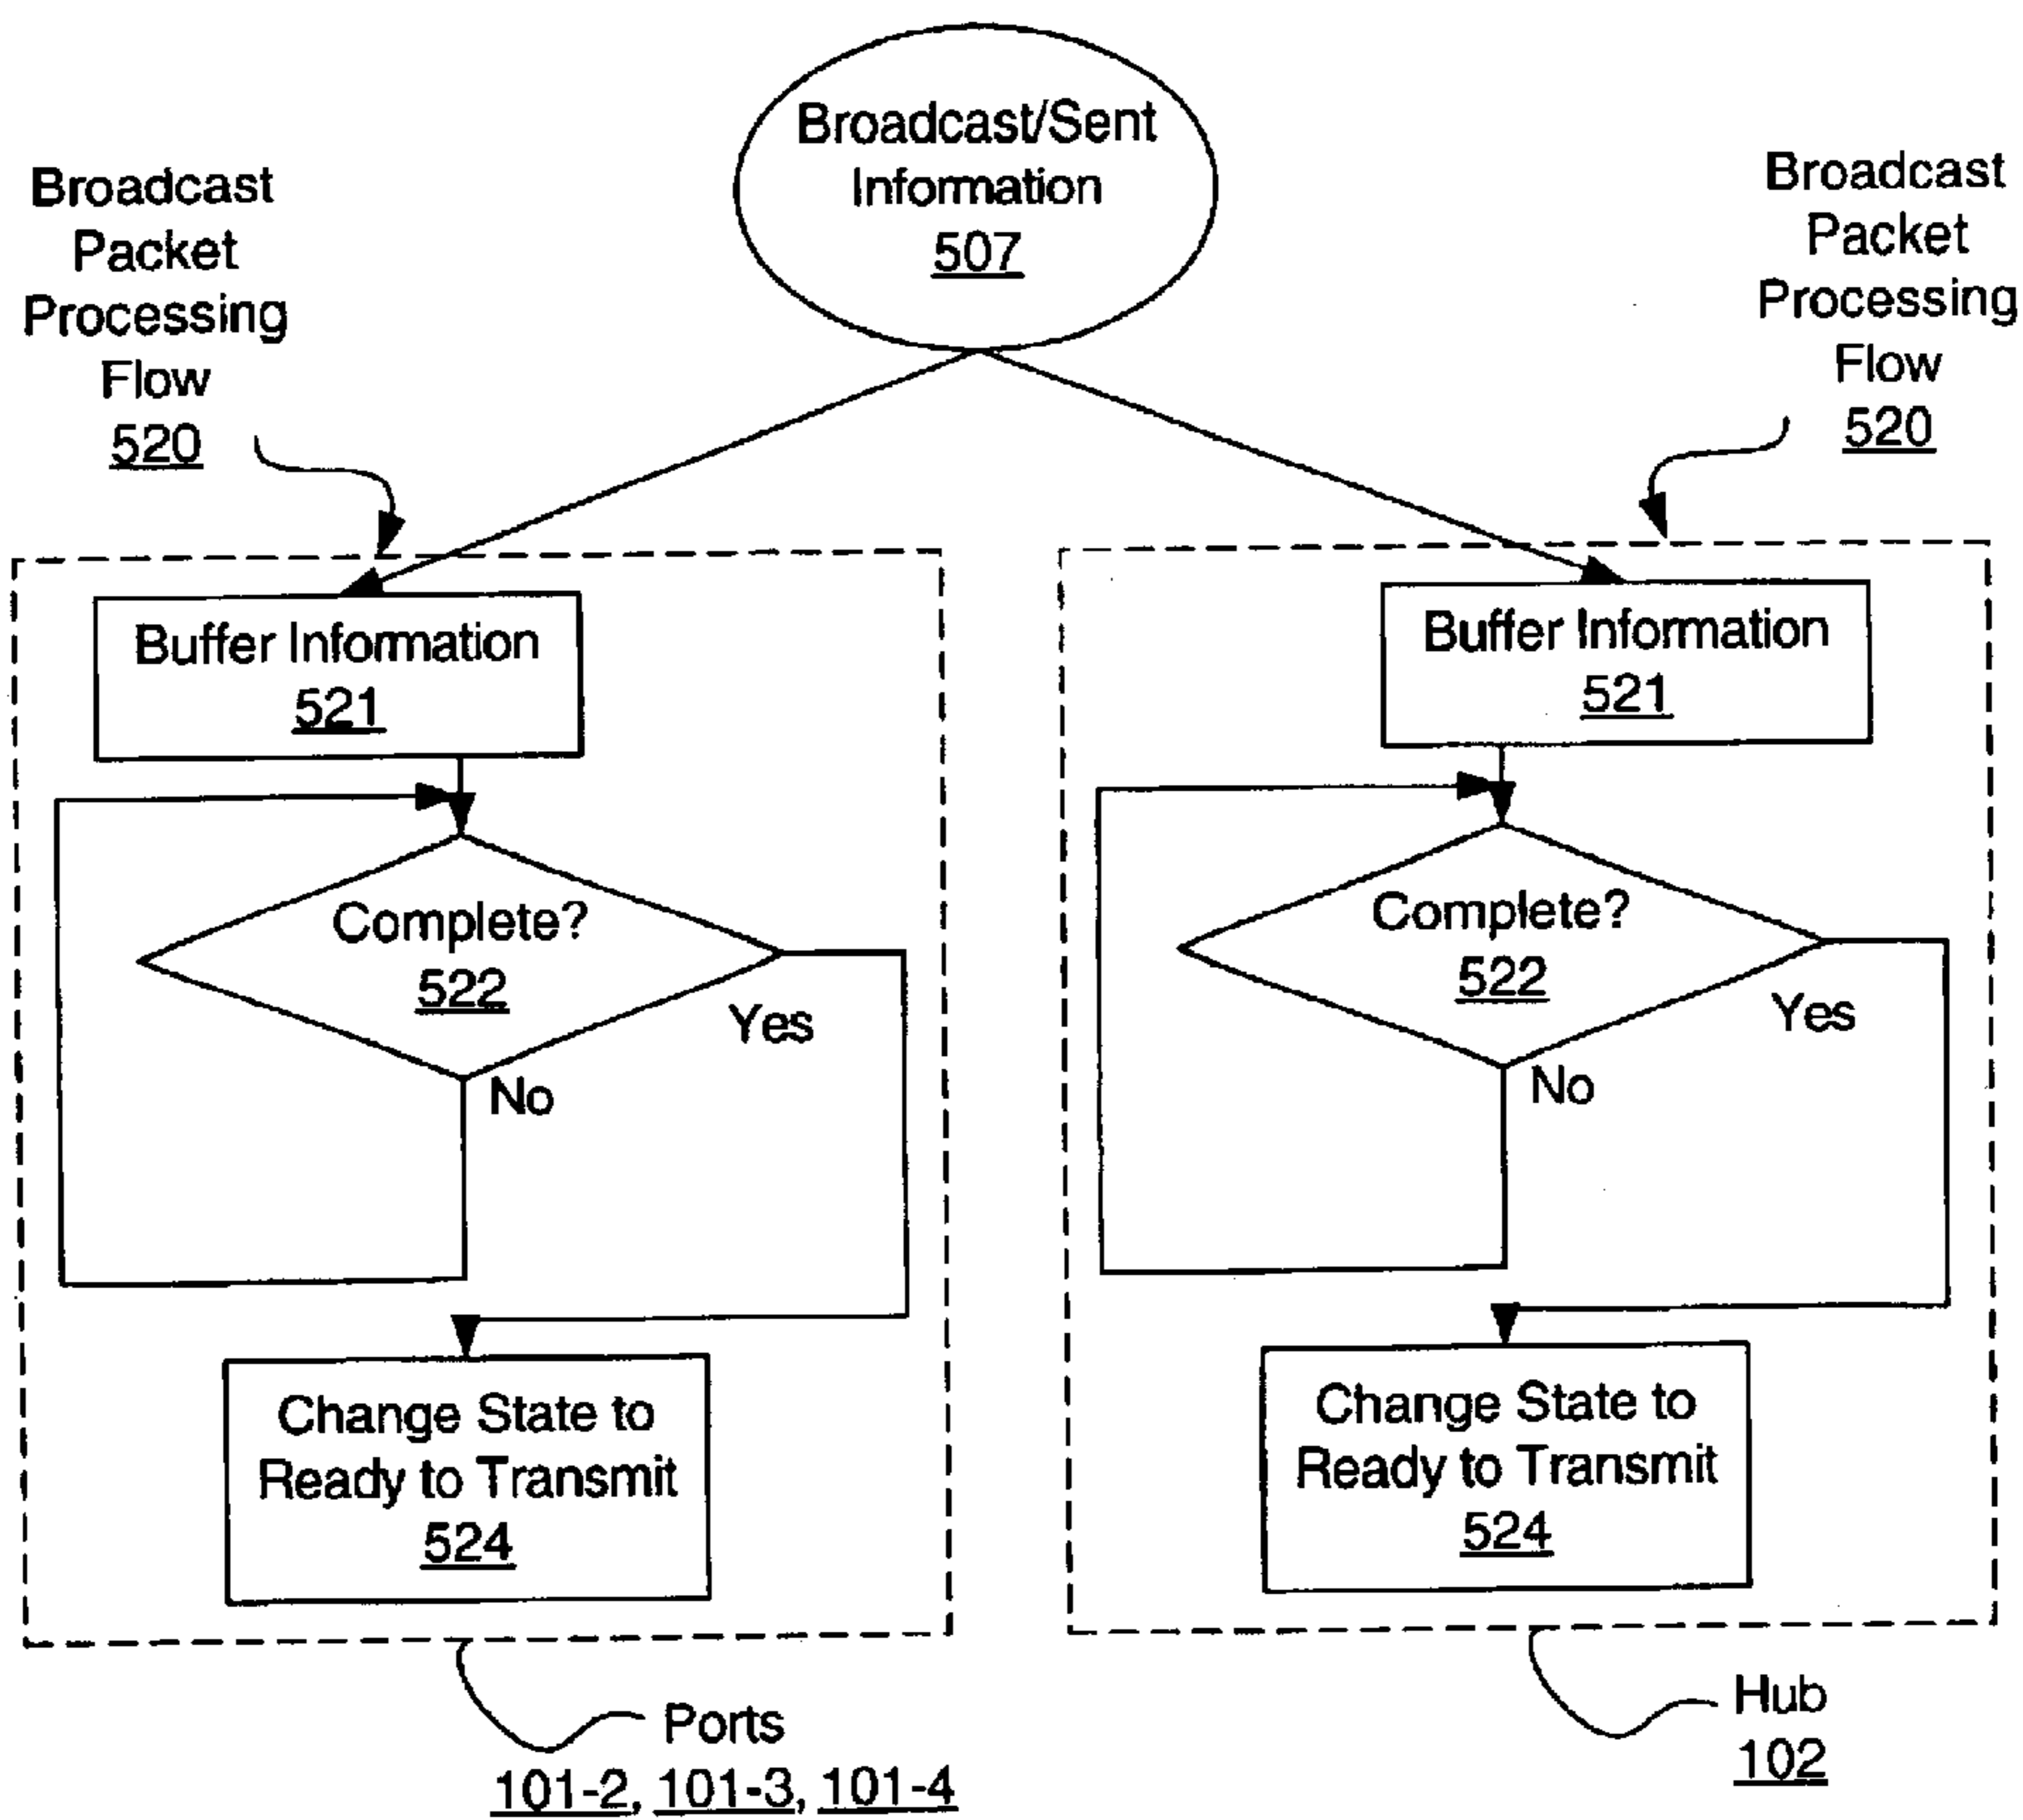 Broadcast/Sent
Information
507
Broadcast
Packet
Processing
Flow
520
Broadcast
Packet
Processing
Flow
520
Buffer Information
521
Complete?
522
Yes
No
Change State to
Ready to Transmit
524
Ports
101-2, 101-3, 101-4
Buffer Information
521
Complete?
522
Yes
No
Change State to
Ready to Transmit
524
Hub
102